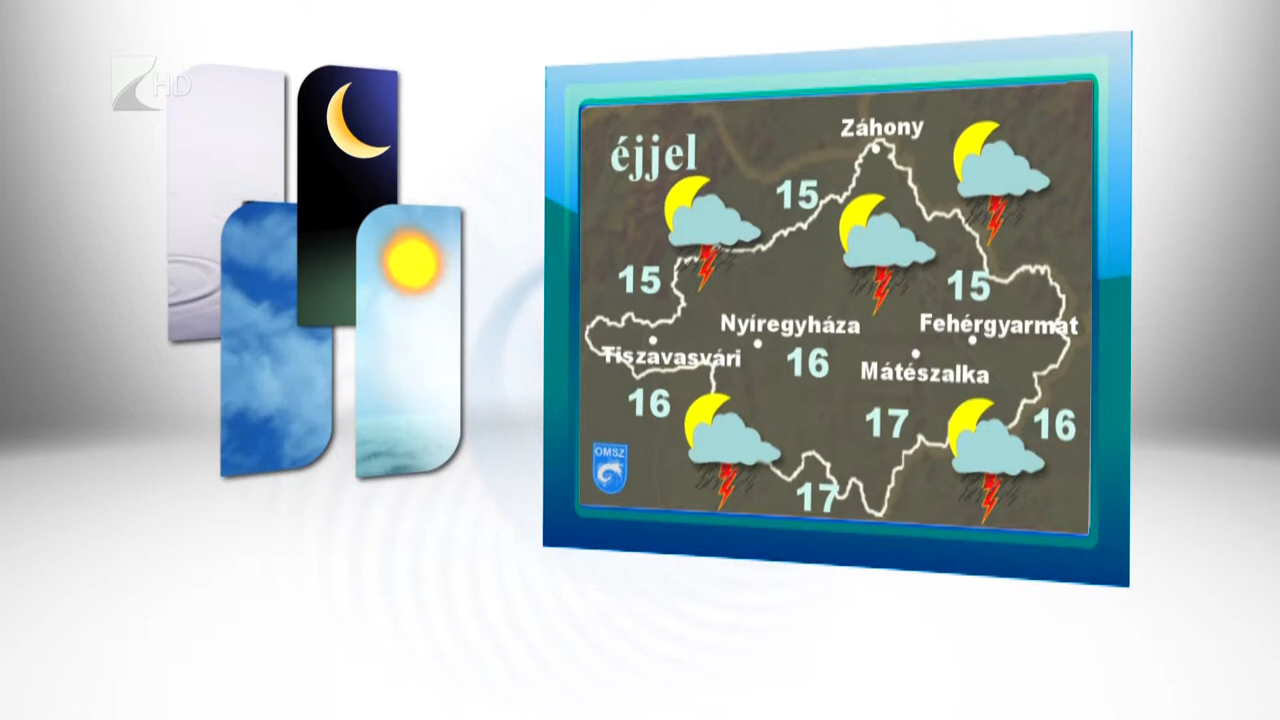 HD
éjjel
Záhony
15
15
15
Nyíregyháza
Fehérgyarmat
Tiszavasvári
16
Mátészalka
16
17
16
OMSZ
17